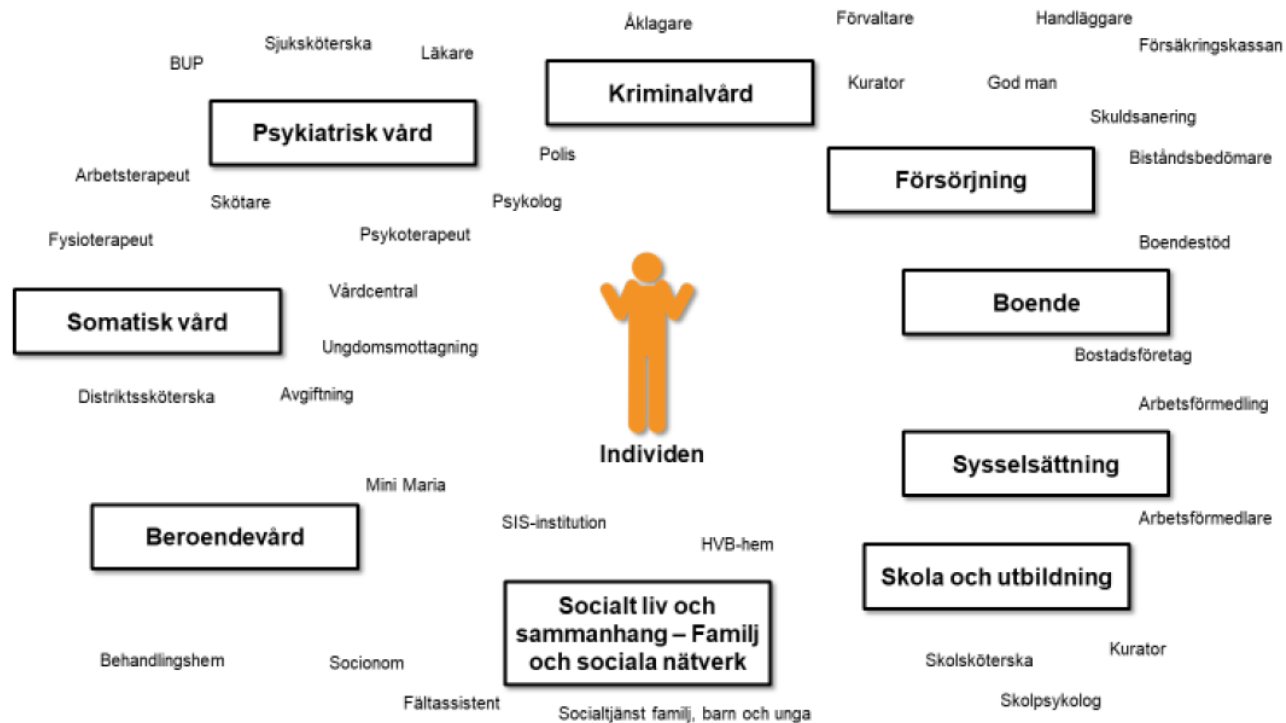 Åklagare
Förvaltare
Handläggare
Försäkringskassan
Sjuksköterska
Läkare
BUP
Kriminalvård
Kurator
God man
Psykiatrisk vård
Skuldsanering
Polis
Biståndsbedömare
Försörjning
Arbetsterapeut
Skötare
Psykolog
Fysioterapeut
Psykoterapeut
Boendestöd
Vårdcentral
Boende
Somatisk vård
Ungdomsmottagning
Bostadsföretag
Distriktssköterska
Avgiftning
Arbetsförmedling
Individen
Sysselsättning
Mini Maria
SIS-institution
Arbetsförmedlare
Beroendevård
HVB-hem
Skola och utbildning
Socialt liv och
sammanhang – Familj
och sociala nätverk
Behandlingshem
Socionom
Skolsköterska
Kurator
Fältassistent
Skolpsykolog
Socialtjänst familj, barn och unga